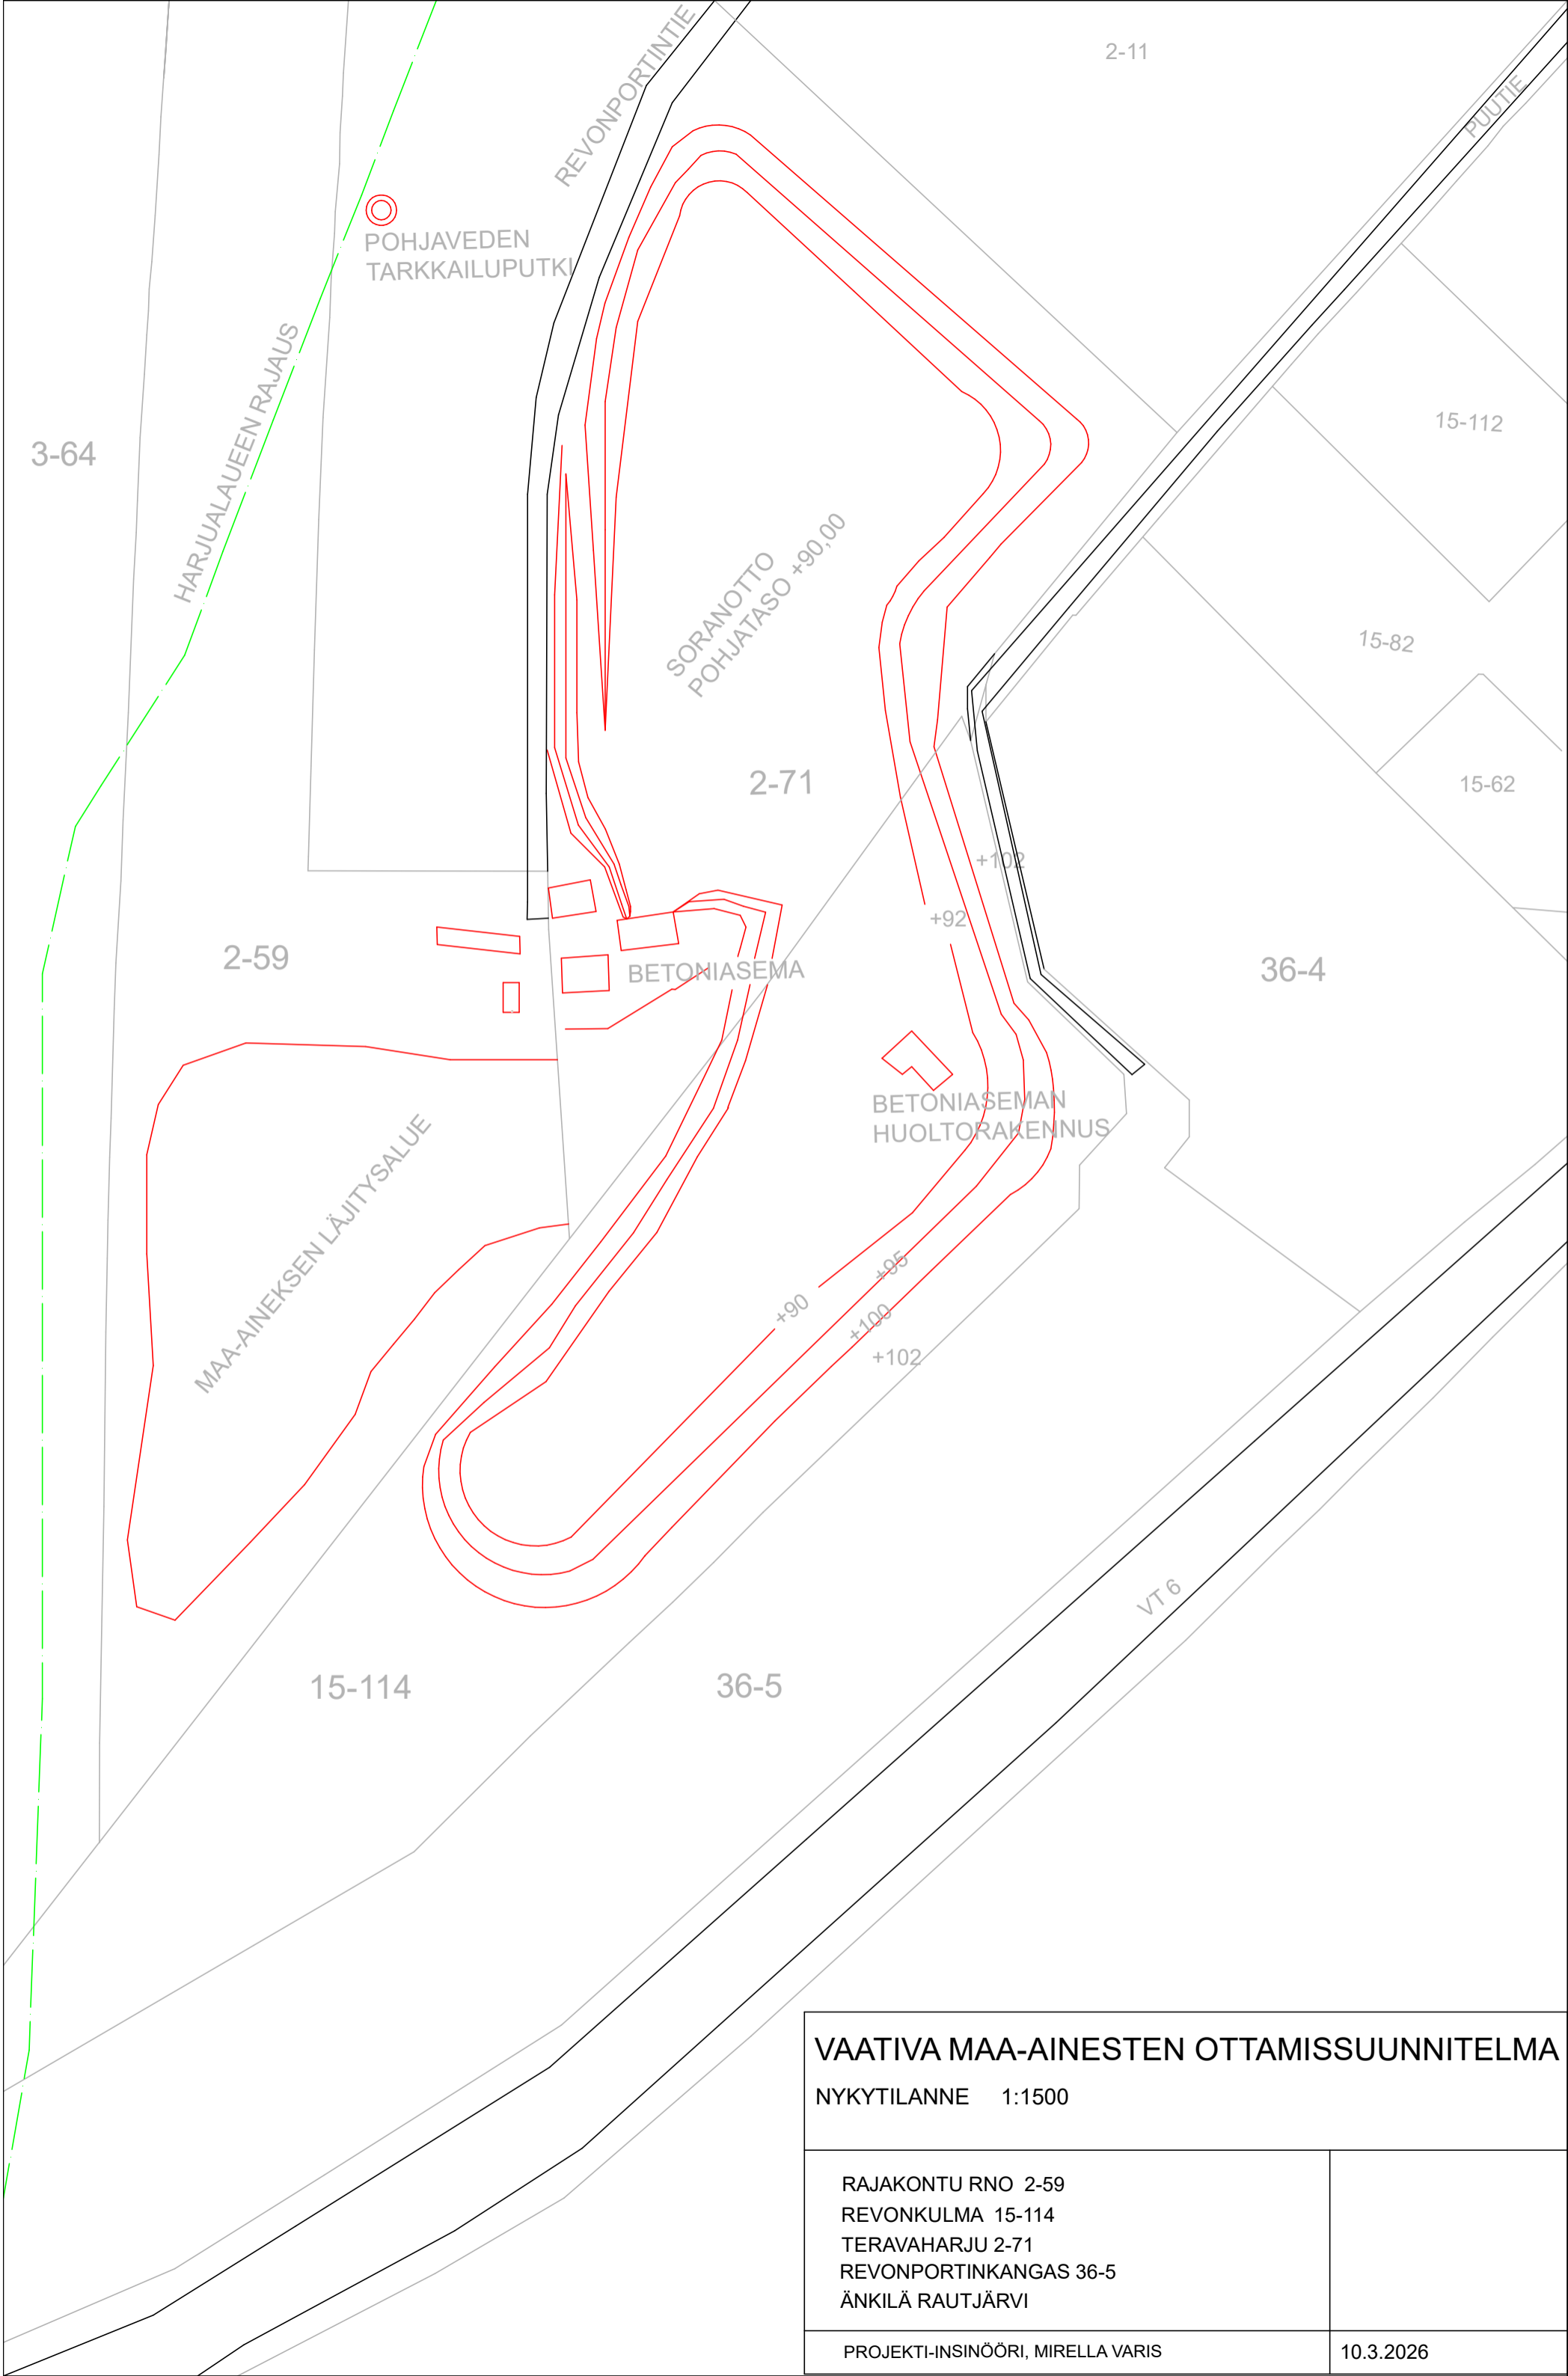 2-11
PUUTIE
REVONPORTINTIE
POHJAVEDEN
TARKKAILUPUTKI
HARJUALAUEEN RAJAUS
3-64
15-112
SORANOTTO
POHJATASO +90,00
15-82
2-71
15-62
+102
+92
2-59
BETONIASEMA
36-4
BETONIASEMAN
HUOLTORAKENNUS
MAA-AINEKSEN LÄJITYSALUE
+95
+90
+100
+102
VT 6
15-114
36-5
VAATIVA MAA-AINESTEN OTTAMISSUUNNITELMA
NYKYTILANNE 1:1500
RAJAKONTU RNO 2-59
REVONKULMA 15-114
TERAVAHARJU 2-71
REVONPORTINKANGAS 36-5
ÄNKILÄ RAUTJÄRVI
PROJEKTI-INSINÖÖRI, MIRELLA VARIS
10.3.2026